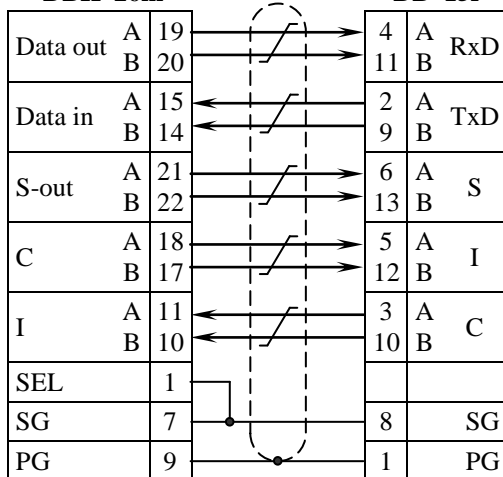 Data out A 19 4 A RxD
B 20 11 B
Data in A 15 2 A TxD
B 14 9 B
S-out A 21 6 A S
B 22 13 B
C A 18 5 A I
B 17 12 B
I A 11 3 A C
B 10 10 B
SEL 1
SG 7 8 SG
PG 9 1 PG